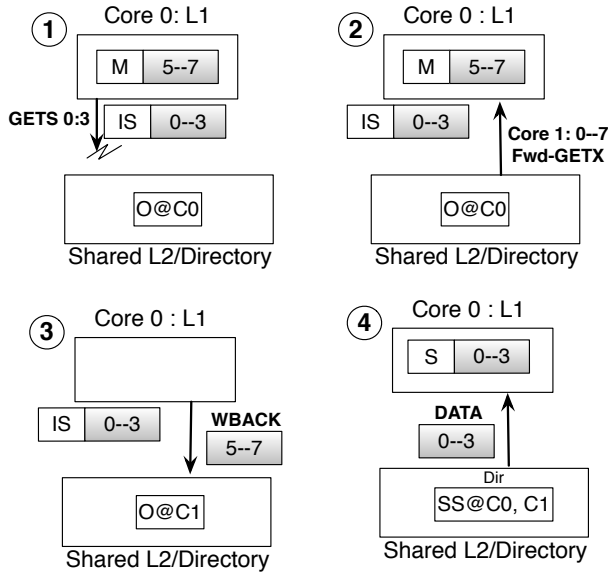 1
Core 0: L1
M 5--7
GETS 0:3
IS 0--3
O@C0
Shared L2/Directory
2
Core 0 : L1
M 5--7
IS 0--3
Core 1: 0--7
Fwd-GETX
O@C0
Shared L2/Directory
3
Core 0 : L1
IS 0--3
WBACK
5--7
O@C1
Shared L2/Directory
4
Core 0 : L1
S 0--3
DATA
0--3
Dir
SS@C0, C1
Shared L2/Directory